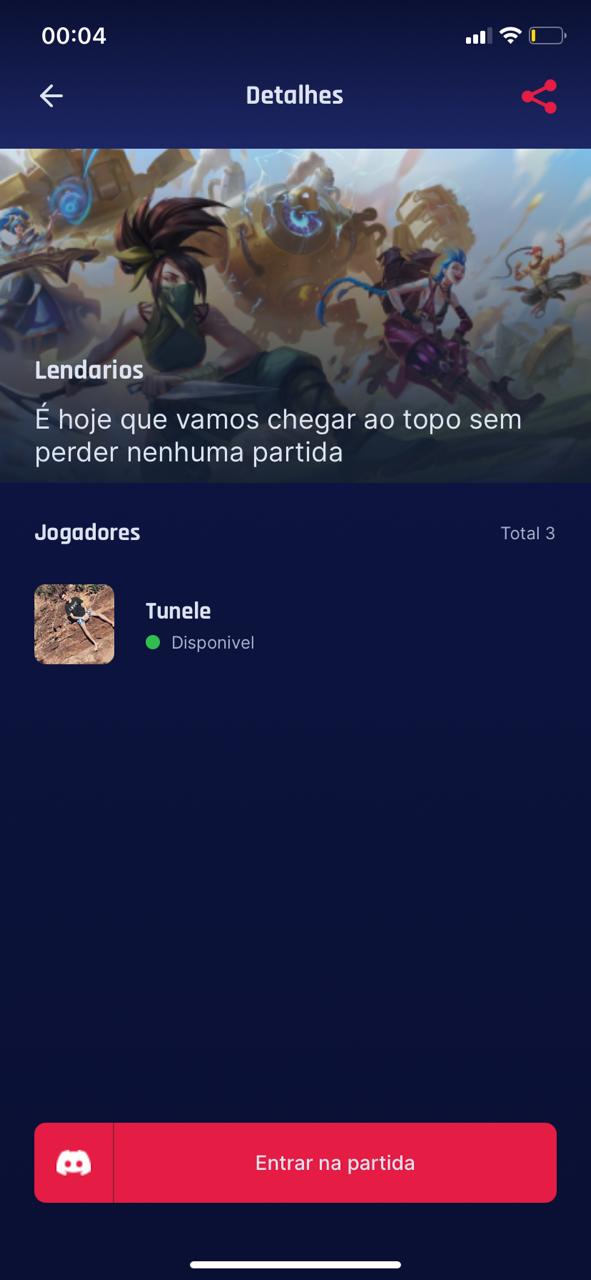 00:04
Detalhes
Lendarios
É hoje que vamos chegar ao topo sem
perder nenhuma partida
Jogadores
Total 3
Tunele
Disponivel
Entrar na partida